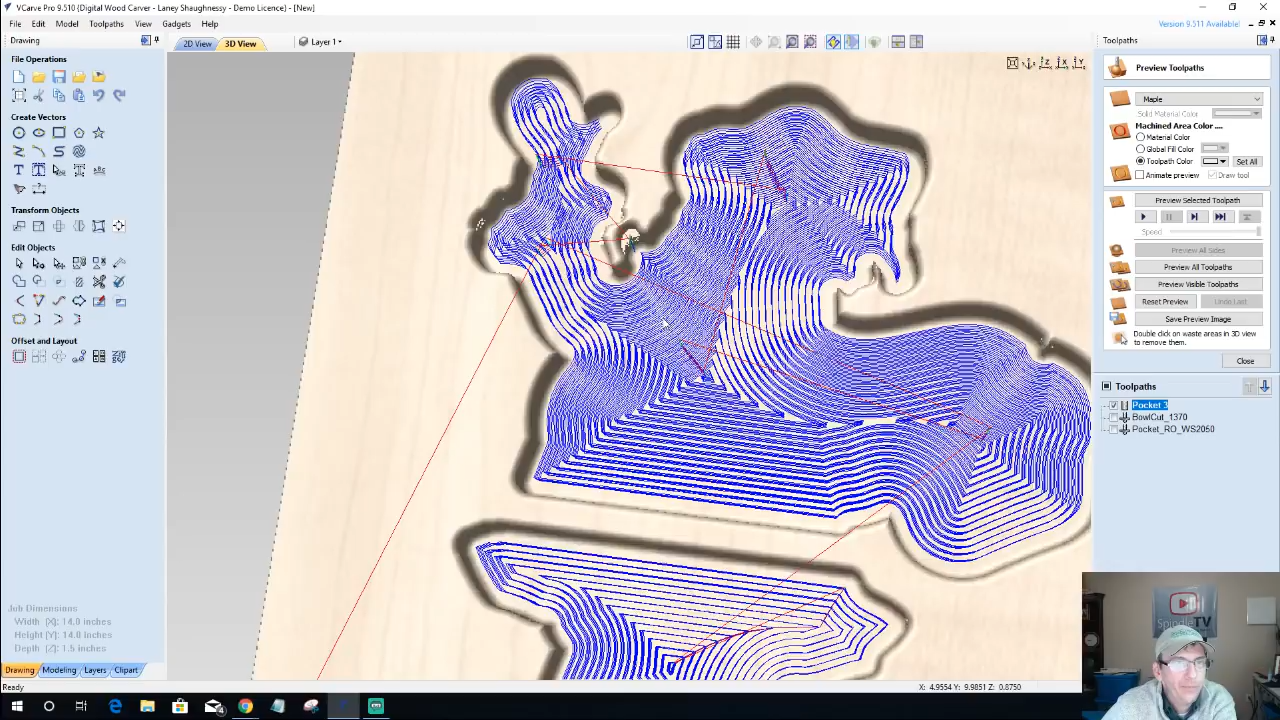 VCarve Pro 9.510 {Digital Wood Carver - Laney Shaughnessy - Demo Licence} - [New]
File Edit Model Toolpaths View Gadgets Help
Version 9.511 Available!
Drawing
2D View 3D View Layer 1
Toolpaths
File Operations
Create Vectors
Transform Objects
Edit Objects
Offset and Layout
Job Dimensions
Width (X): 14.0 inches
Height (Y): 14.0 inches
Depth (Z): 1.5 inches
Drawing Modeling Layers Clipart
Ready
X: 4.9554 Y: 9.9851 Z: 0.8750
Preview Toolpaths
Maple
Solid Material Color
Machined Area Color ....
Material Color
Global Fill Color
Toolpath Color Set All
Animate preview Draw tool
Preview Selected Toolpath
Speed:
Preview All Sides
Preview All Toolpaths
Preview Visible Toolpaths
Reset Preview Undo Last
Save Preview Image
Double click on waste areas in 3D view
to remove them.
Close
Toolpaths
Pocket 3
BowlCut_1370
Pocket_RO_WS2050
SpindleTV